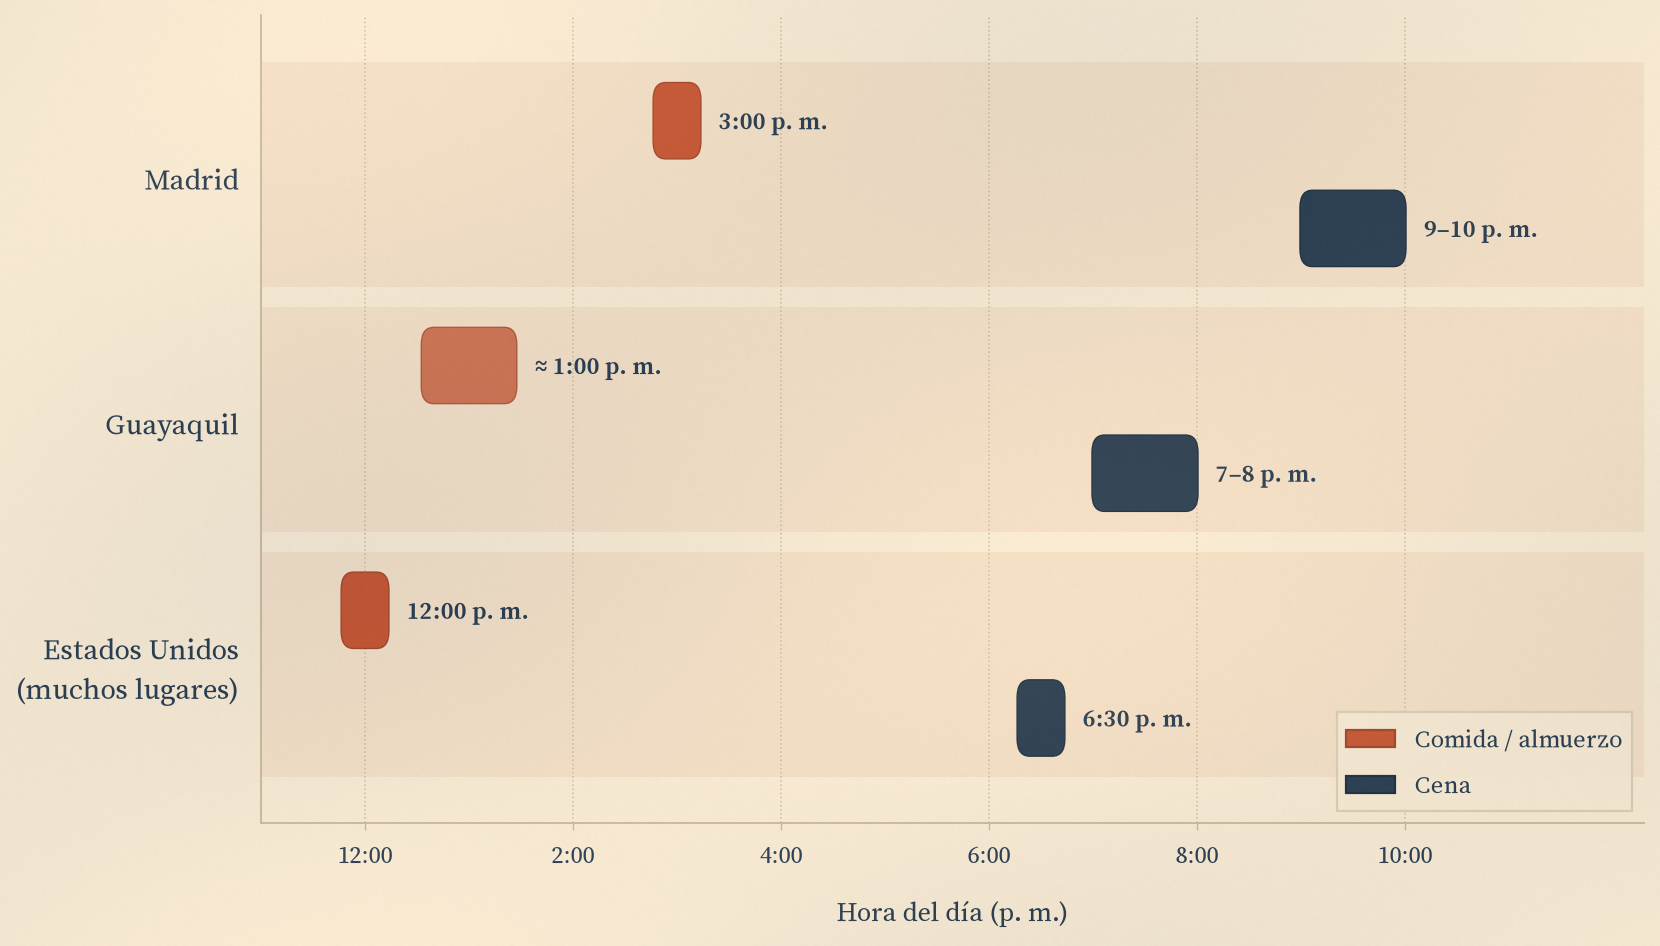 Madrid
3:00 p. m.
9–10 p. m.
Guayaquil
≈ 1:00 p. m.
7–8 p. m.
Estados Unidos
(muchos lugares)
12:00 p. m.
6:30 p. m.
Comida / almuerzo
Cena
12:00 2:00 4:00 6:00 8:00 10:00
Hora del día (p. m.)